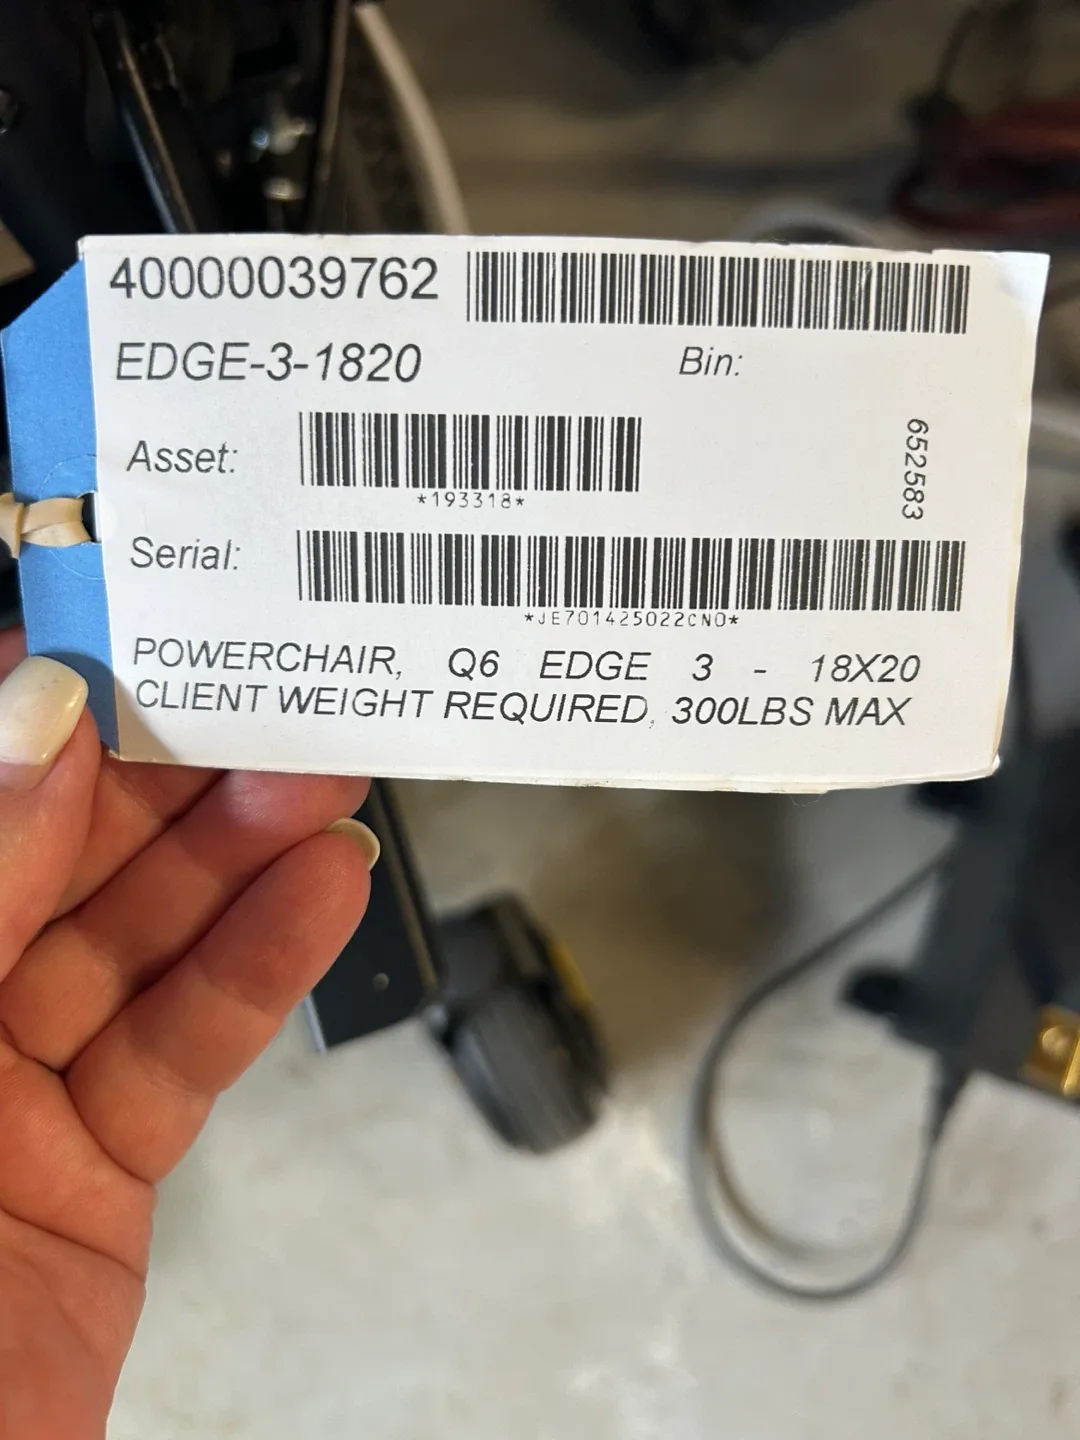 40000039762
EDGE-3-1820
Bin:
Asset:
*193318*
652583
Serial:
*JE701425022CN0*
POWERCHAIR, Q6 EDGE 3 - 18X20
CLIENT WEIGHT REQUIRED, 300LBS MAX